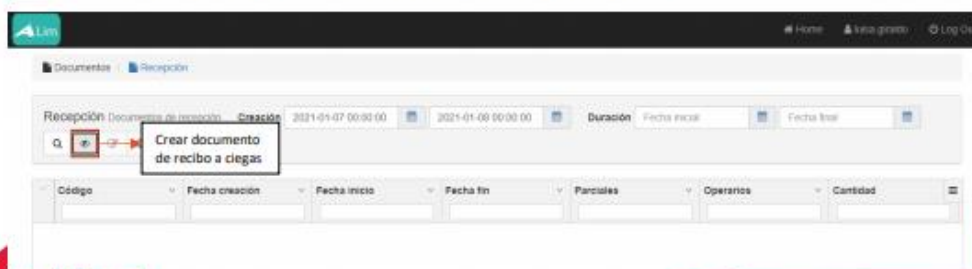 ALim
Home luisa giraldo Log Ou
Documentos / Recepción
Recepción Documentos de recepción Creación 2021-01-07 00:00:00 2021-01-08 00:00:00 Duración Fecha inicial Fecha final
Crear documento
de recibo a ciegas
Código Fecha creación Fecha inicio Fecha fin Parciales Operarios Cantidad